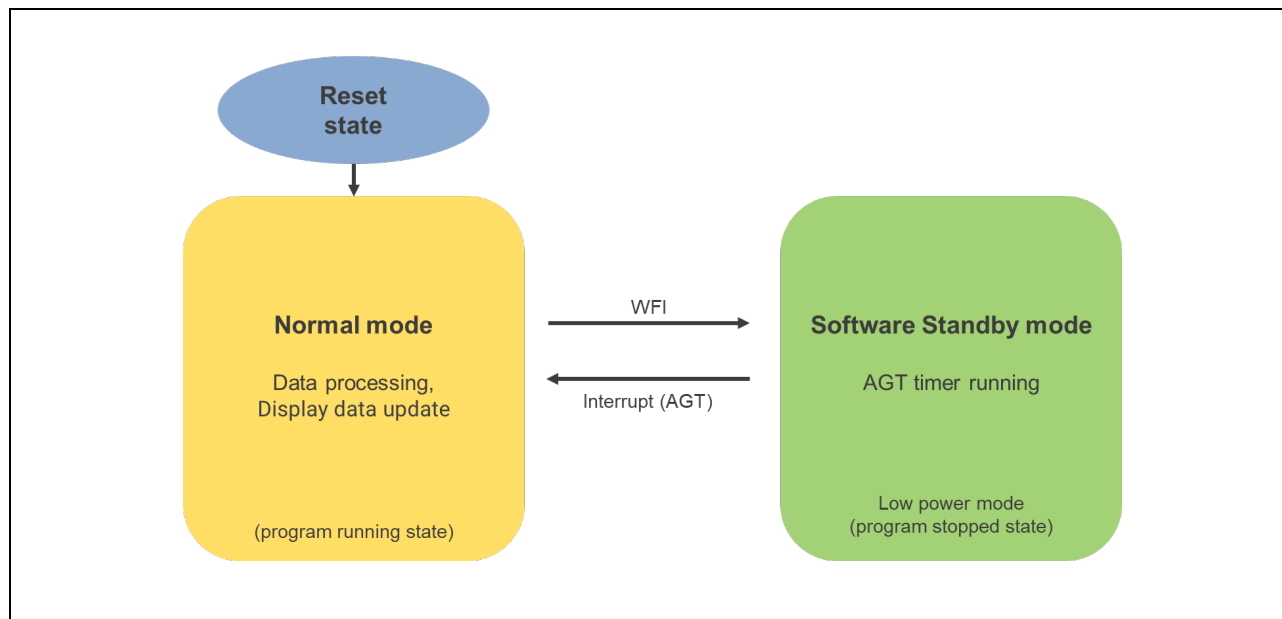 Reset
state
Normal mode
Data processing,
Display data update
(program running state)
WFI
Interrupt (AGT)
Software Standby mode
AGT timer running
Low power mode
(program stopped state)